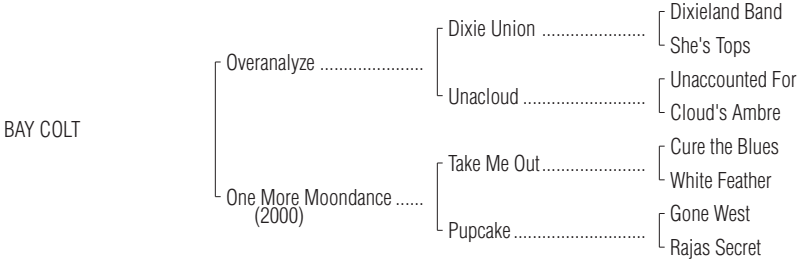 Dixieland Band
Dixie Union ......................
She's Tops
Overanalyze ......................
Unaccounted For
Unacloud ..........................
Cloud's Ambre
BAY COLT
Cure the Blues
Take Me Out......................
White Feather
One More Moondance ......
(2000)
Gone West
Pupcake............................
Rajas Secret